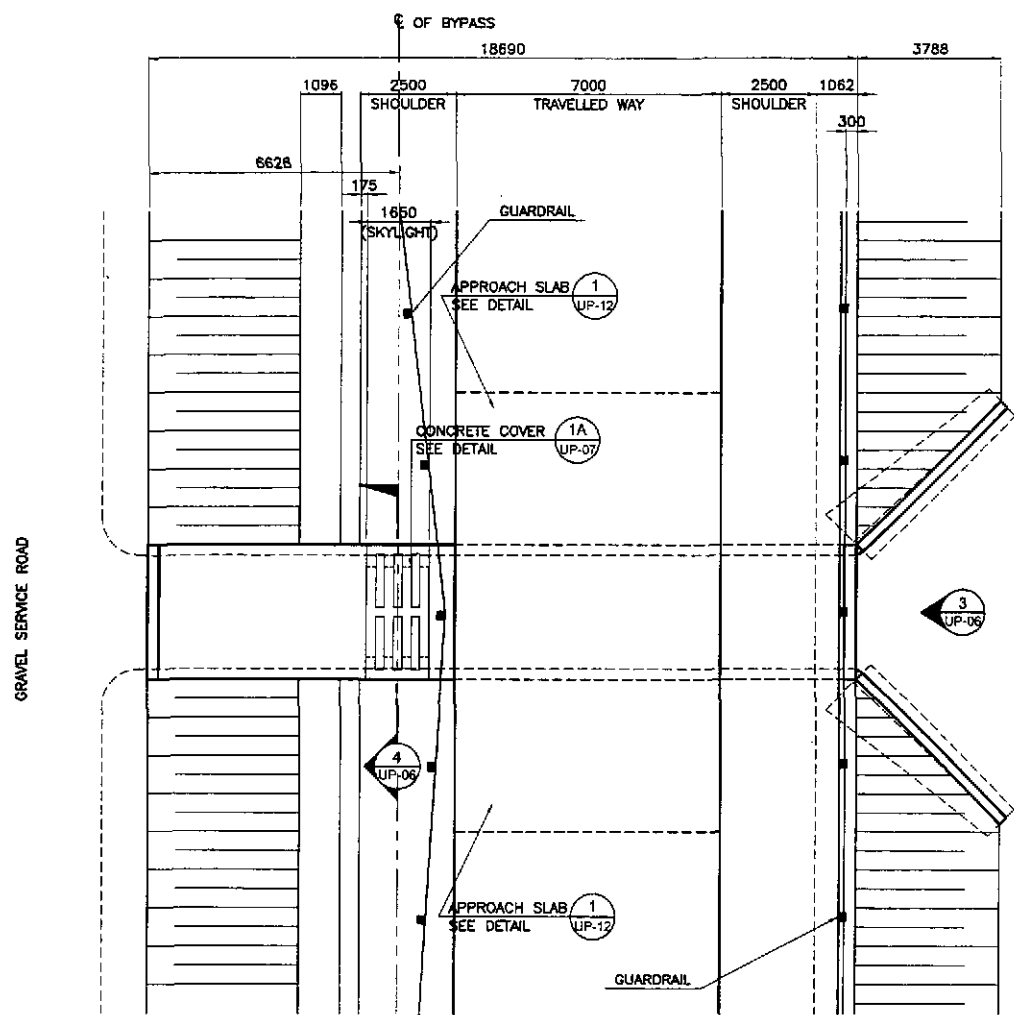 ℄ OF BYPASS
18690
3788
1096
2500
7000
2500
1062
SHOULDER
TRAVELLED WAY
SHOULDER
300
6628
175
1650
(SKYLIGHT)
GUARDRAIL
APPROACH SLAB
SEE DETAIL
1
UP-12
CONCRETE COVER
SEE DETAIL
1A
UP-07
GRAVEL SERVICE ROAD
3
UP-06
4
UP-06
APPROACH SLAB
SEE DETAIL
1
UP-12
GUARDRAIL